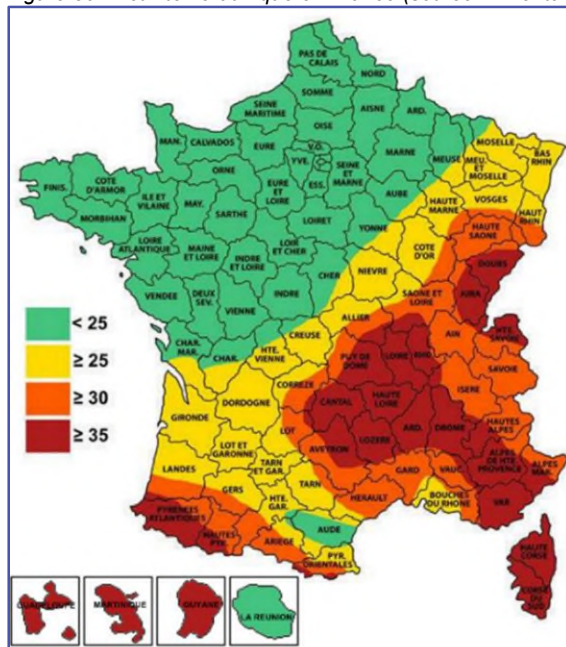 PAS DE
CALAIS
NORD
SOMME
SEINE
MARITIME
AISNE
ARD.
OISE
MAN.
CALVADOS
EURE
V.O.
YVE.
ESS.
SEINE
ET MARNE
MARNE
MEUSE
MOSELLE
MEU.
ET
MOSELLE
BAS
RHIN
FINIS.
COTE
D'ARMOR
ORNE
MORBIHAN
ILE ET
VILAINE
MAY.
SARTHE
EURE
ET
LOIRE
LOIRET
AUBE
YONNE
HAUTE
MARNE
VOSGES
HAUT
RHIN
LOIRE
ATLANTIQUE
MAINE
ET LOIRE
INDRE
ET LOIRE
LOIR
ET CHER
CHER
NIEVRE
COTE
D'OR
HAUTE
SAONE
DOUBS
JURA
VENDEE
DEUX
SEV.
VIENNE
INDRE
ALLIER
SAONE ET
LOIRE
AIN
HTE.
SAVOIE
CHAR.
MAR.
CHAR.
HTE.
VIENNE
CREUSE
PUY DE
DOME
LOIRE
RHO.
SAVOIE
ISERE
CORREZE
CANTAL
HAUTE
LOIRE
ARD.
DROME
HAUTES
ALPES
GIRONDE
DORDOGNE
LOT
LOT ET
GARONNE
AVEYRON
LOZERE
GARD
VAUC.
ALPES
DE HTE.
PROVENCE
ALPES
MAR.
LANDES
TARN
ET GAR.
TARN
GERS
HTE.
GAR.
HERAULT
BOUCHES
DU RHONE
VAR
PYRENEES
ATLANTIQUES
HAUTES
PYR.
ARIEGE
AUDE
PYR.
ORIENTALES
HAUTE
CORSE
CORSE
DU SUD
< 25
≥ 25
≥ 30
≥ 35
GUADELOUPE
MARTINIQUE
GUYANE
LA REUNION